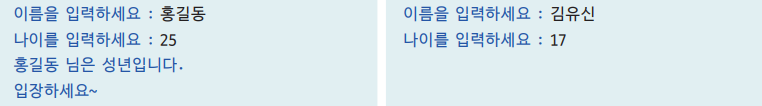 이름을 입력하세요 : 홍길동
나이를 입력하세요 : 25
홍길동 님은 성년입니다.
입장하세요~
이름을 입력하세요 : 김유신
나이를 입력하세요 : 17